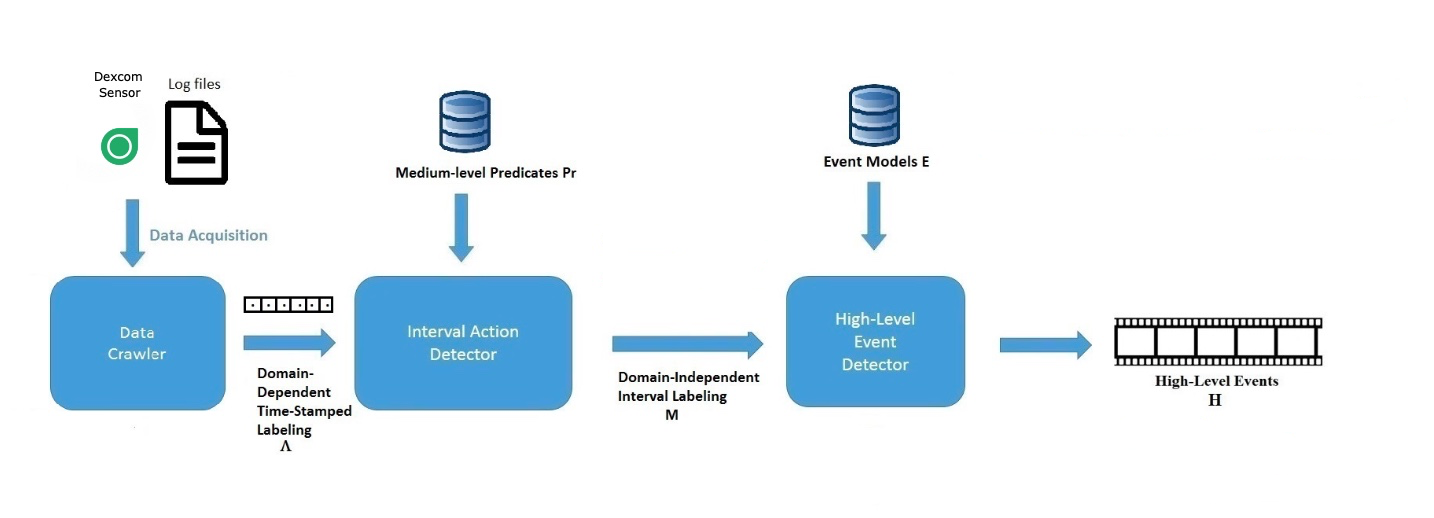 Dexcom
Sensor
Log files
Medium-level Predicates Pr
Event Models E
Data Acquisition
Data
Crawler
Domain-
Dependent
Time-Stamped
Labeling
Λ
Interval Action
Detector
Domain-Independent
Interval Labeling
M
High-Level
Event
Detector
High-Level Events
H